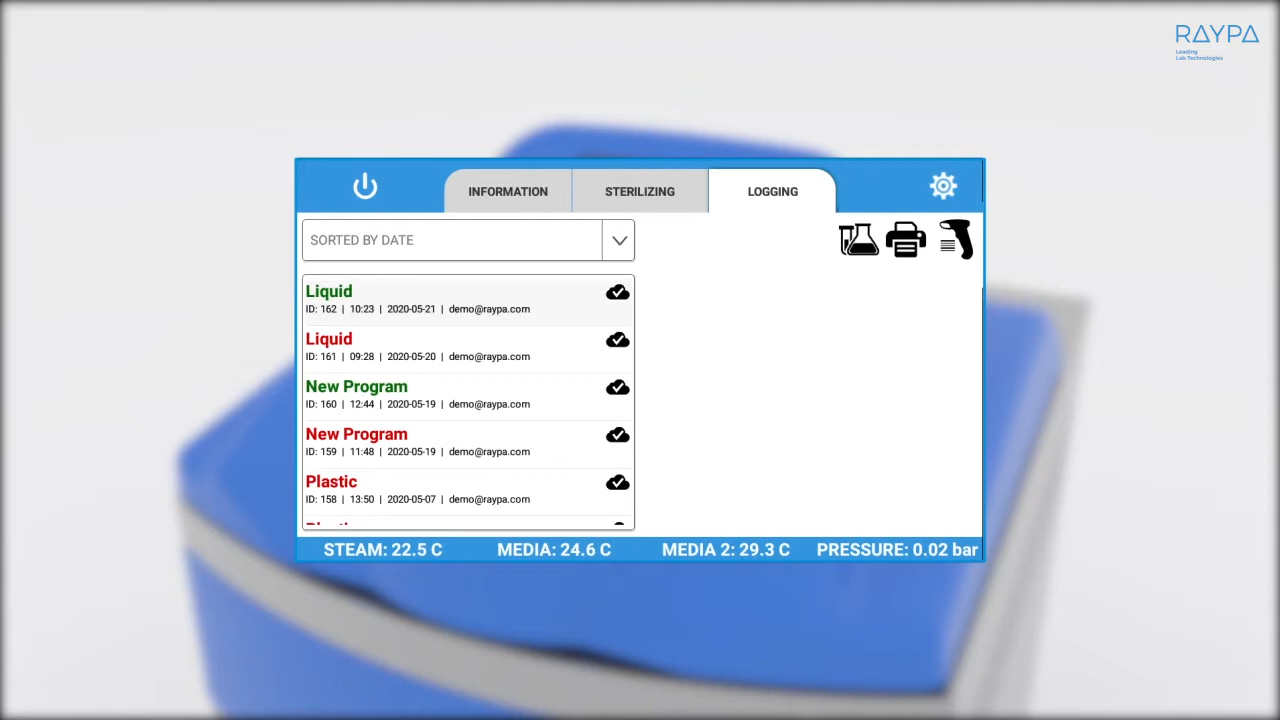 RAYPA
Leading
Lab Technologies
INFORMATION
STERILIZING
LOGGING
SORTED BY DATE
Liquid
ID: 162 | 10:23 | 2020-05-21 | demo@raypa.com
Liquid
ID: 161 | 09:28 | 2020-05-20 | demo@raypa.com
New Program
ID: 160 | 12:44 | 2020-05-19 | demo@raypa.com
New Program
ID: 159 | 11:48 | 2020-05-19 | demo@raypa.com
Plastic
ID: 158 | 13:50 | 2020-05-07 | demo@raypa.com
STEAM: 22.5 C MEDIA: 24.6 C MEDIA 2: 29.3 C PRESSURE: 0.02 bar